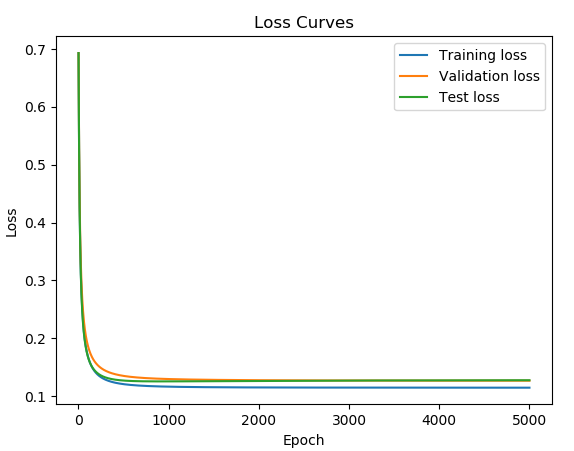 Loss Curves
Training loss
Validation loss
Test loss
0.7
0.6
0.5
0.4
0.3
0.2
0.1
Loss
0 1000 2000 3000 4000 5000
Epoch